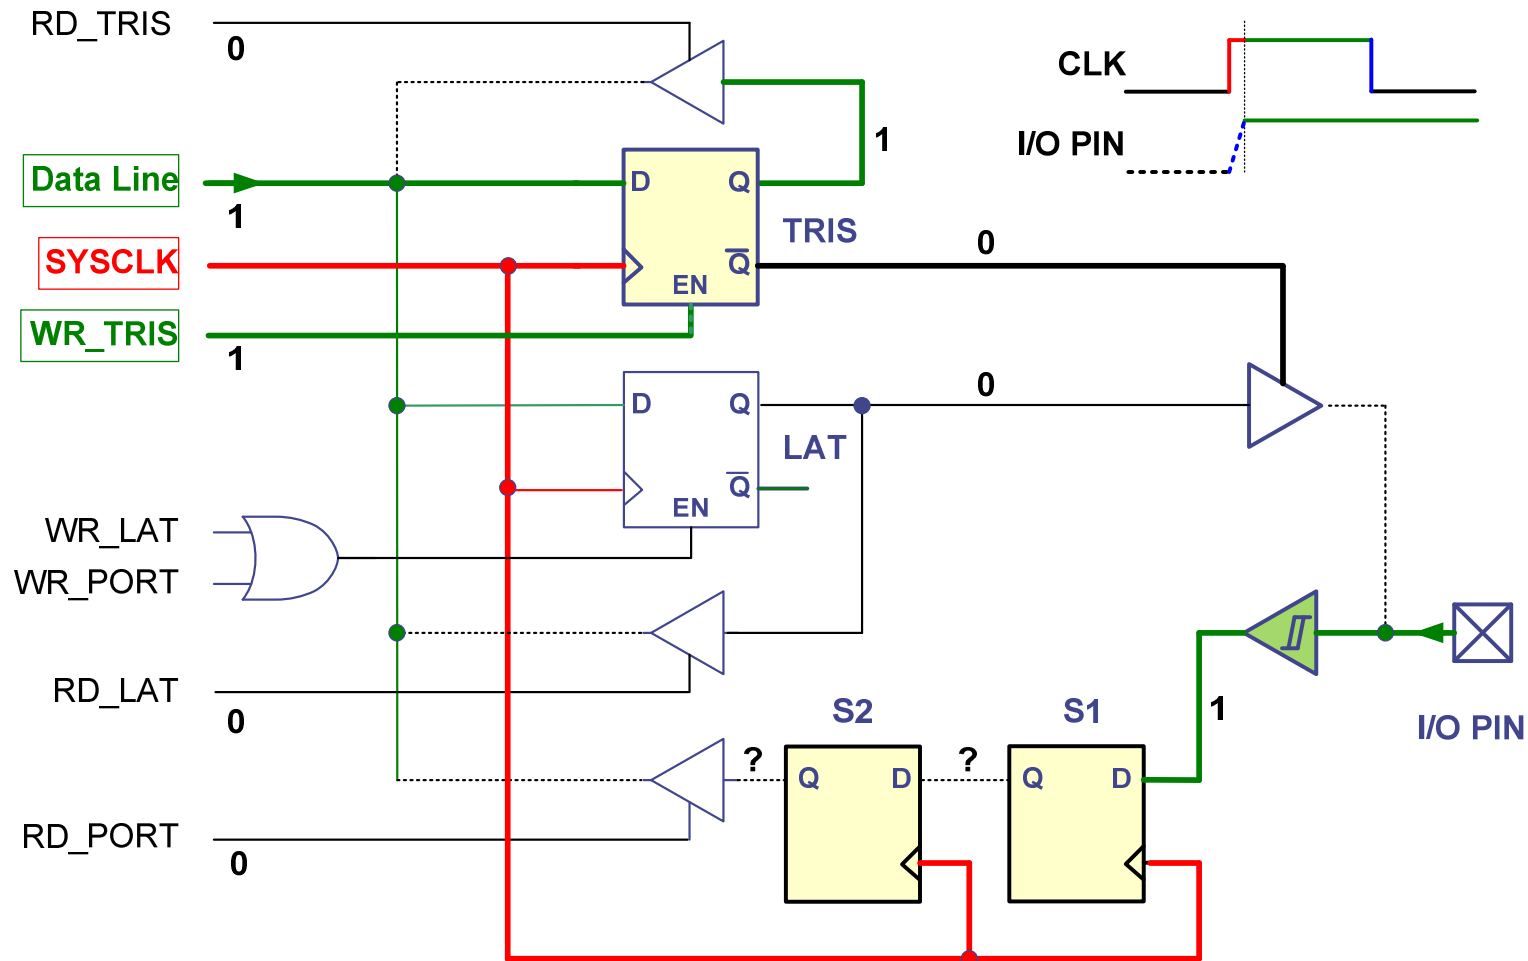 RD_TRIS
0
CLK
I/O PIN
1
Data Line
1
D
Q
TRIS
SYSCLK
Q
0
EN
WR_TRIS
1
0
D
Q
LAT
Q
EN
WR_LAT
WR_PORT
RD_LAT
0
S2
S1
1
I/O PIN
?
?
Q
D
Q
D
RD_PORT
0